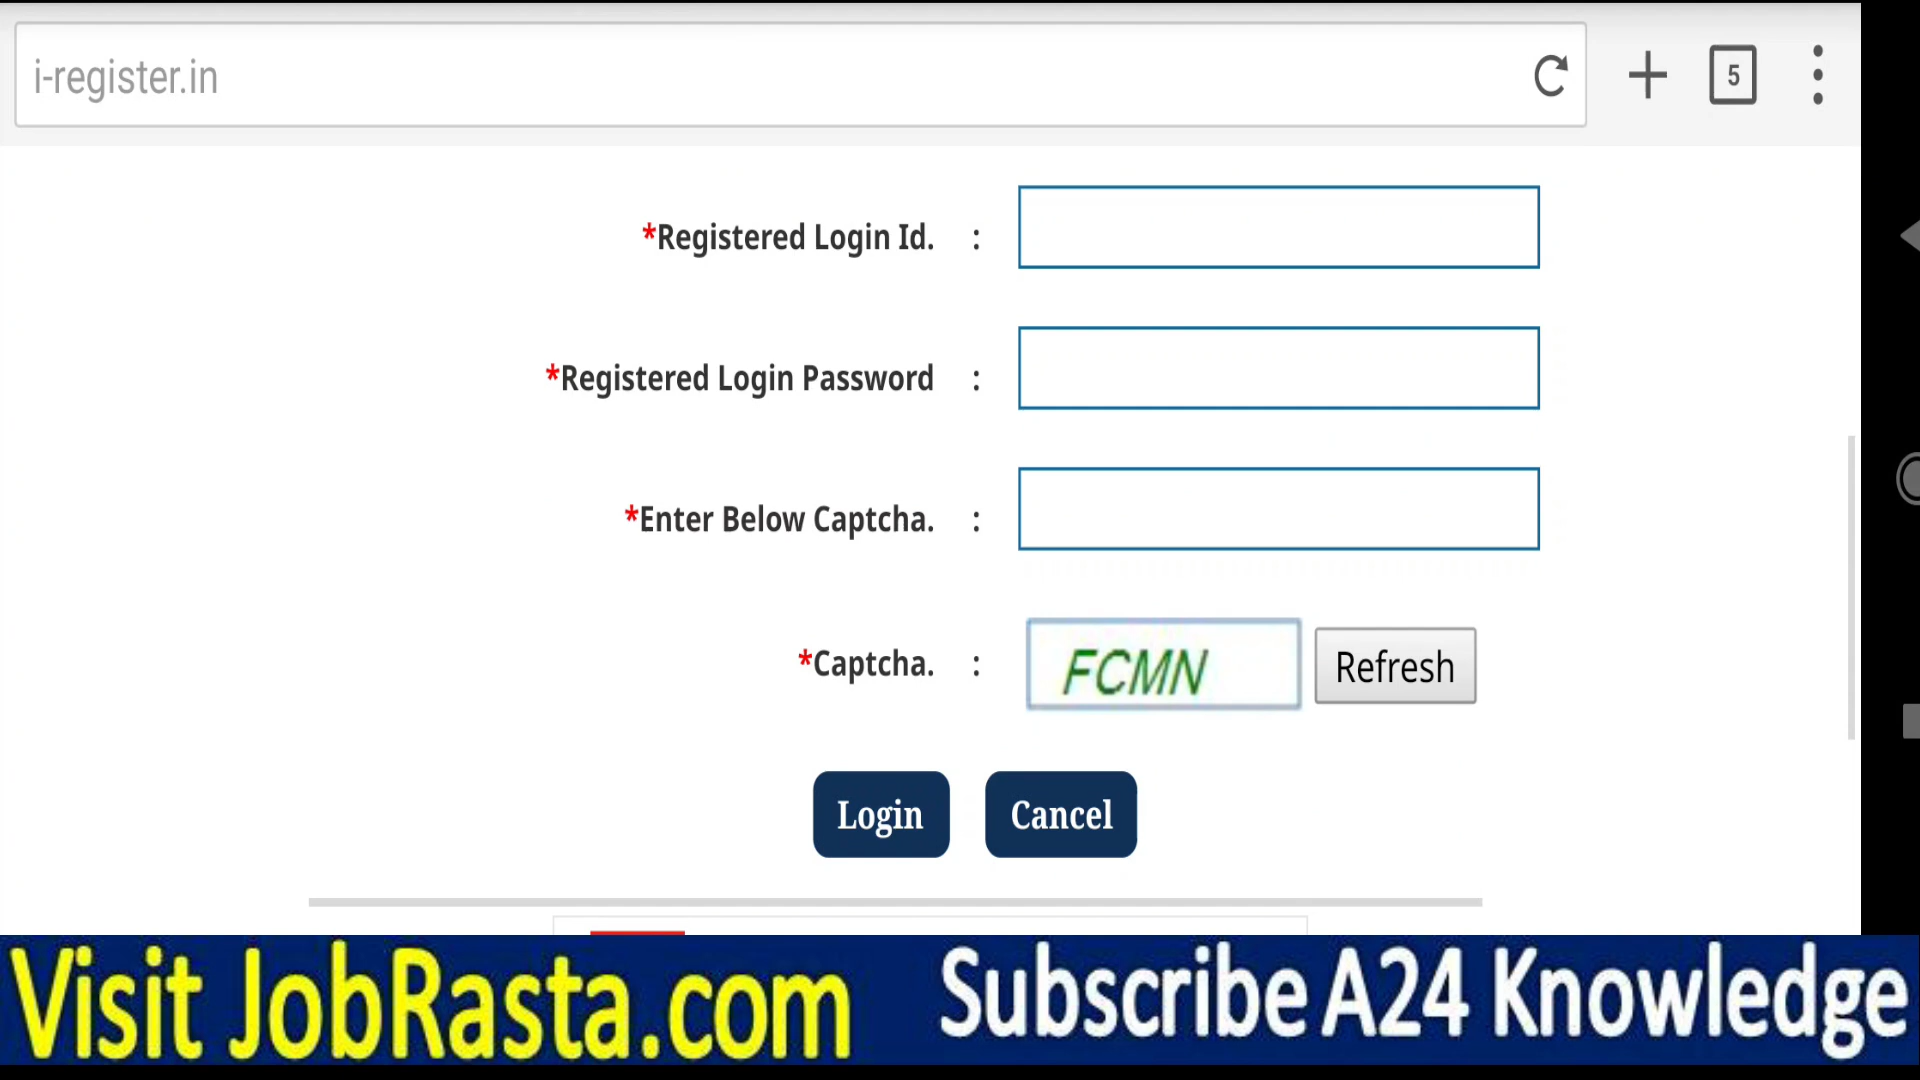 i-register.in
5
*Registered Login Id. :
*Registered Login Password :
*Enter Below Captcha. :
*Captcha. : FCMN Refresh
Login Cancel
Visit JobRasta.com Subscribe A24 Knowledge